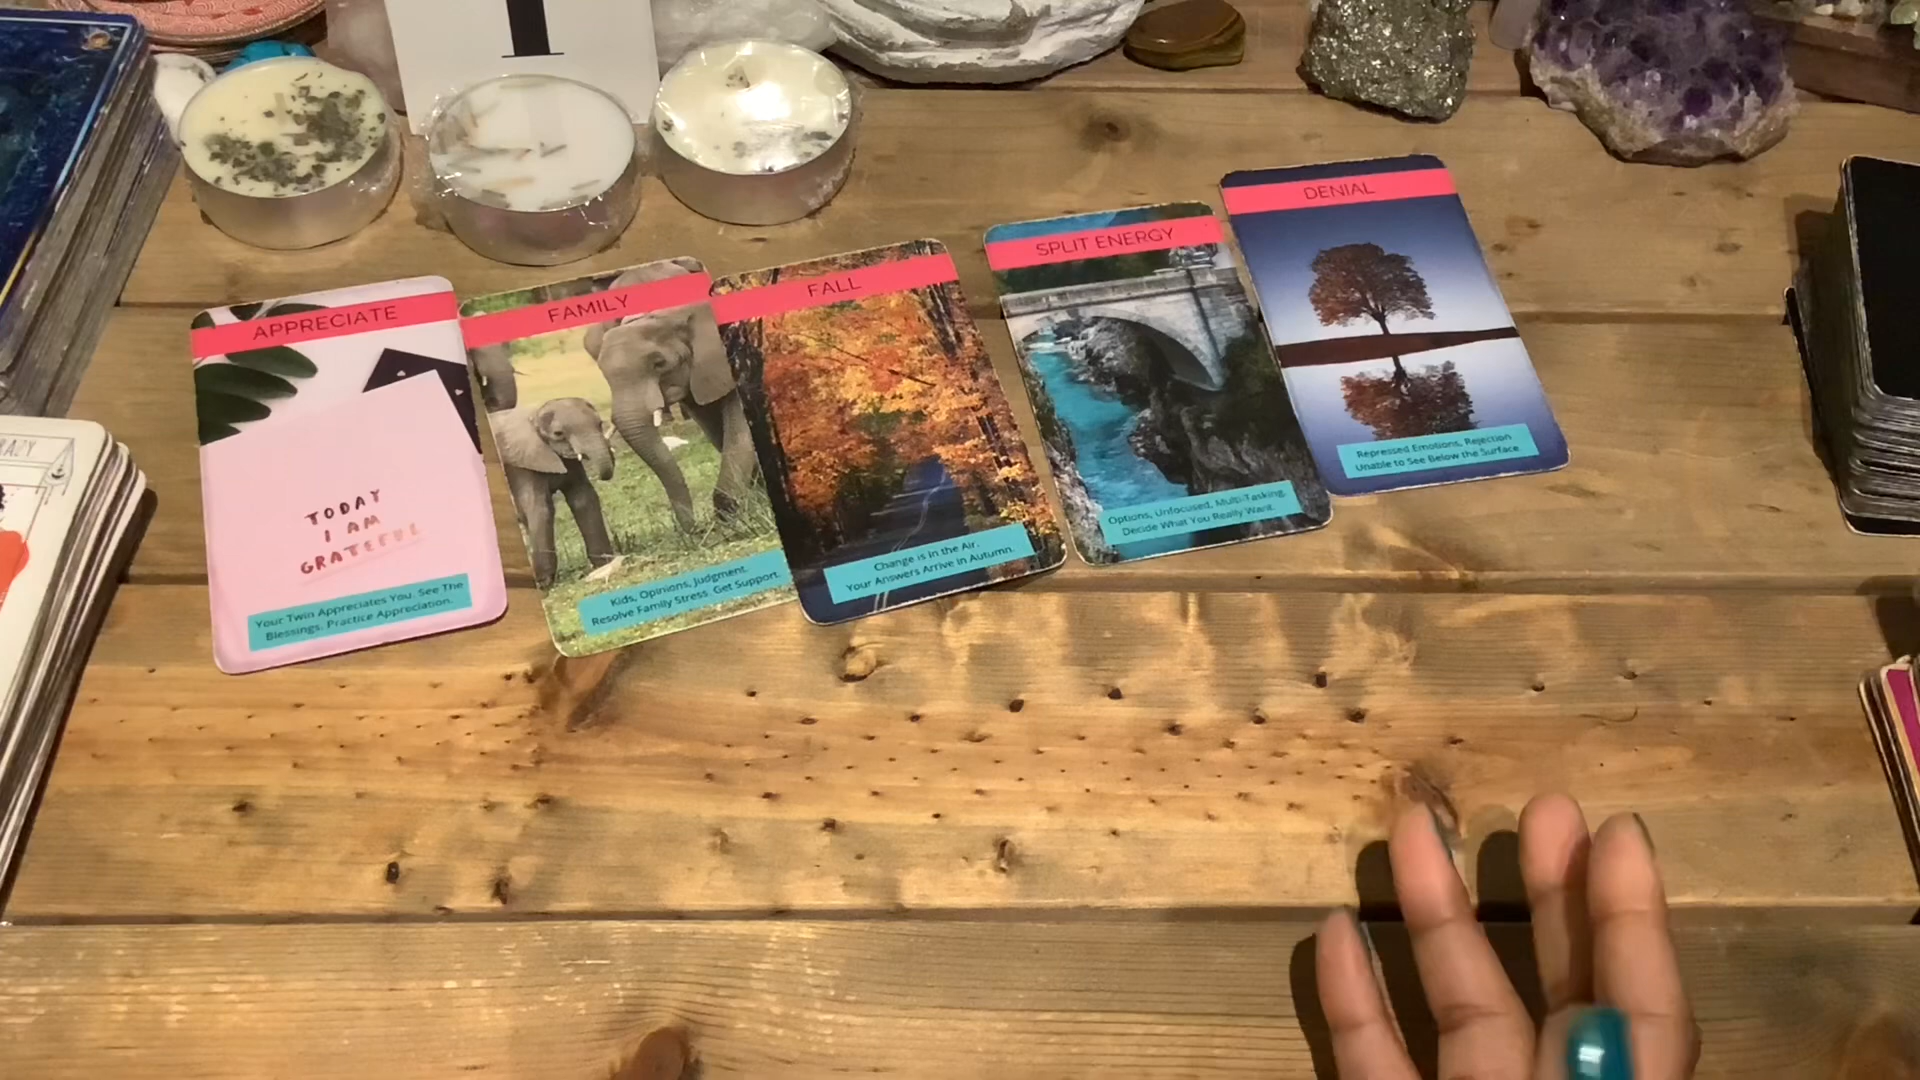 I
RAZY
APPRECIATE
TODAY
I AM
GRATEFUL
Your Twin Appreciates You. See The
Blessings. Practice Appreciation.
FAMILY
Kids, Opinions, Judgment.
Resolve Family Stress. Get Support.
FALL
Change is in the Air.
Your Answers Arrive in Autumn.
SPLIT ENERGY
Options, Unfocused, Multi-Tasking.
Decide What You Really Want.
DENIAL
Repressed Emotions, Rejection
Unable to See Below the Surface